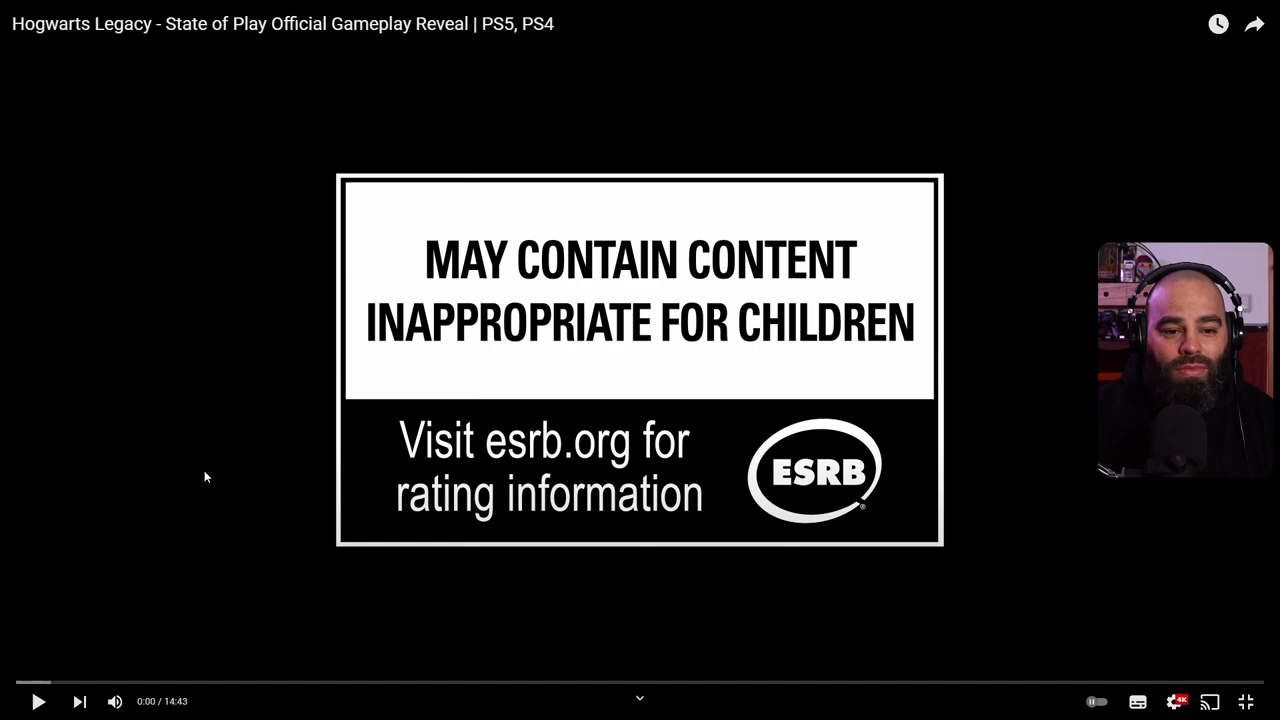 Hogwarts Legacy - State of Play Official Gameplay Reveal | PS5, PS4
MAY CONTAIN CONTENT
INAPPROPRIATE FOR CHILDREN
Visit esrb.org for
rating information
ESRB
®
0:00 / 14:43
4K